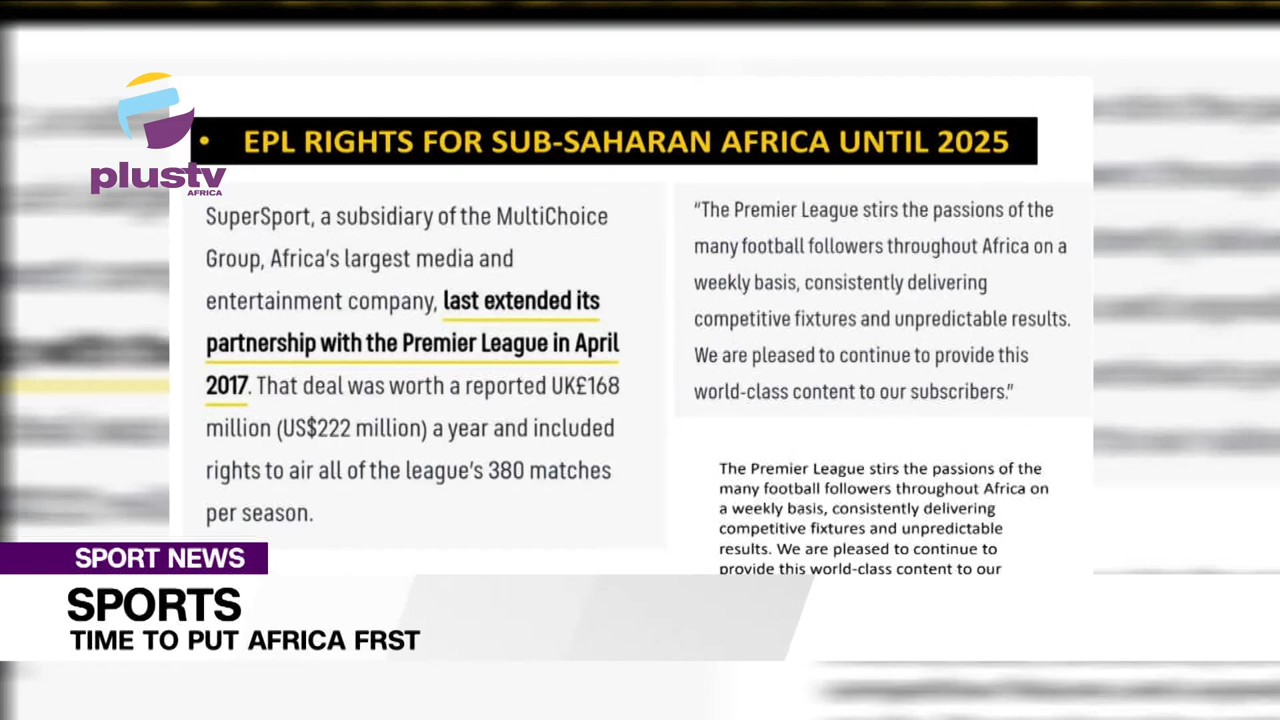 plustv
AFRICA
• EPL RIGHTS FOR SUB-SAHARAN AFRICA UNTIL 2025
SuperSport, a subsidiary of the MultiChoice
Group, Africa's largest media and
entertainment company, last extended its
partnership with the Premier League in April
2017. That deal was worth a reported UK£168
million (US$222 million) a year and included
rights to air all of the league's 380 matches
per season.
“The Premier League stirs the passions of the
many football followers throughout Africa on a
weekly basis, consistently delivering
competitive fixtures and unpredictable results.
We are pleased to continue to provide this
world-class content to our subscribers.”
The Premier League stirs the passions of the
many football followers throughout Africa on
a weekly basis, consistently delivering
competitive fixtures and unpredictable
results. We are pleased to continue to
provide this world-class content to our
SPORT NEWS
SPORTS
TIME TO PUT AFRICA FRST